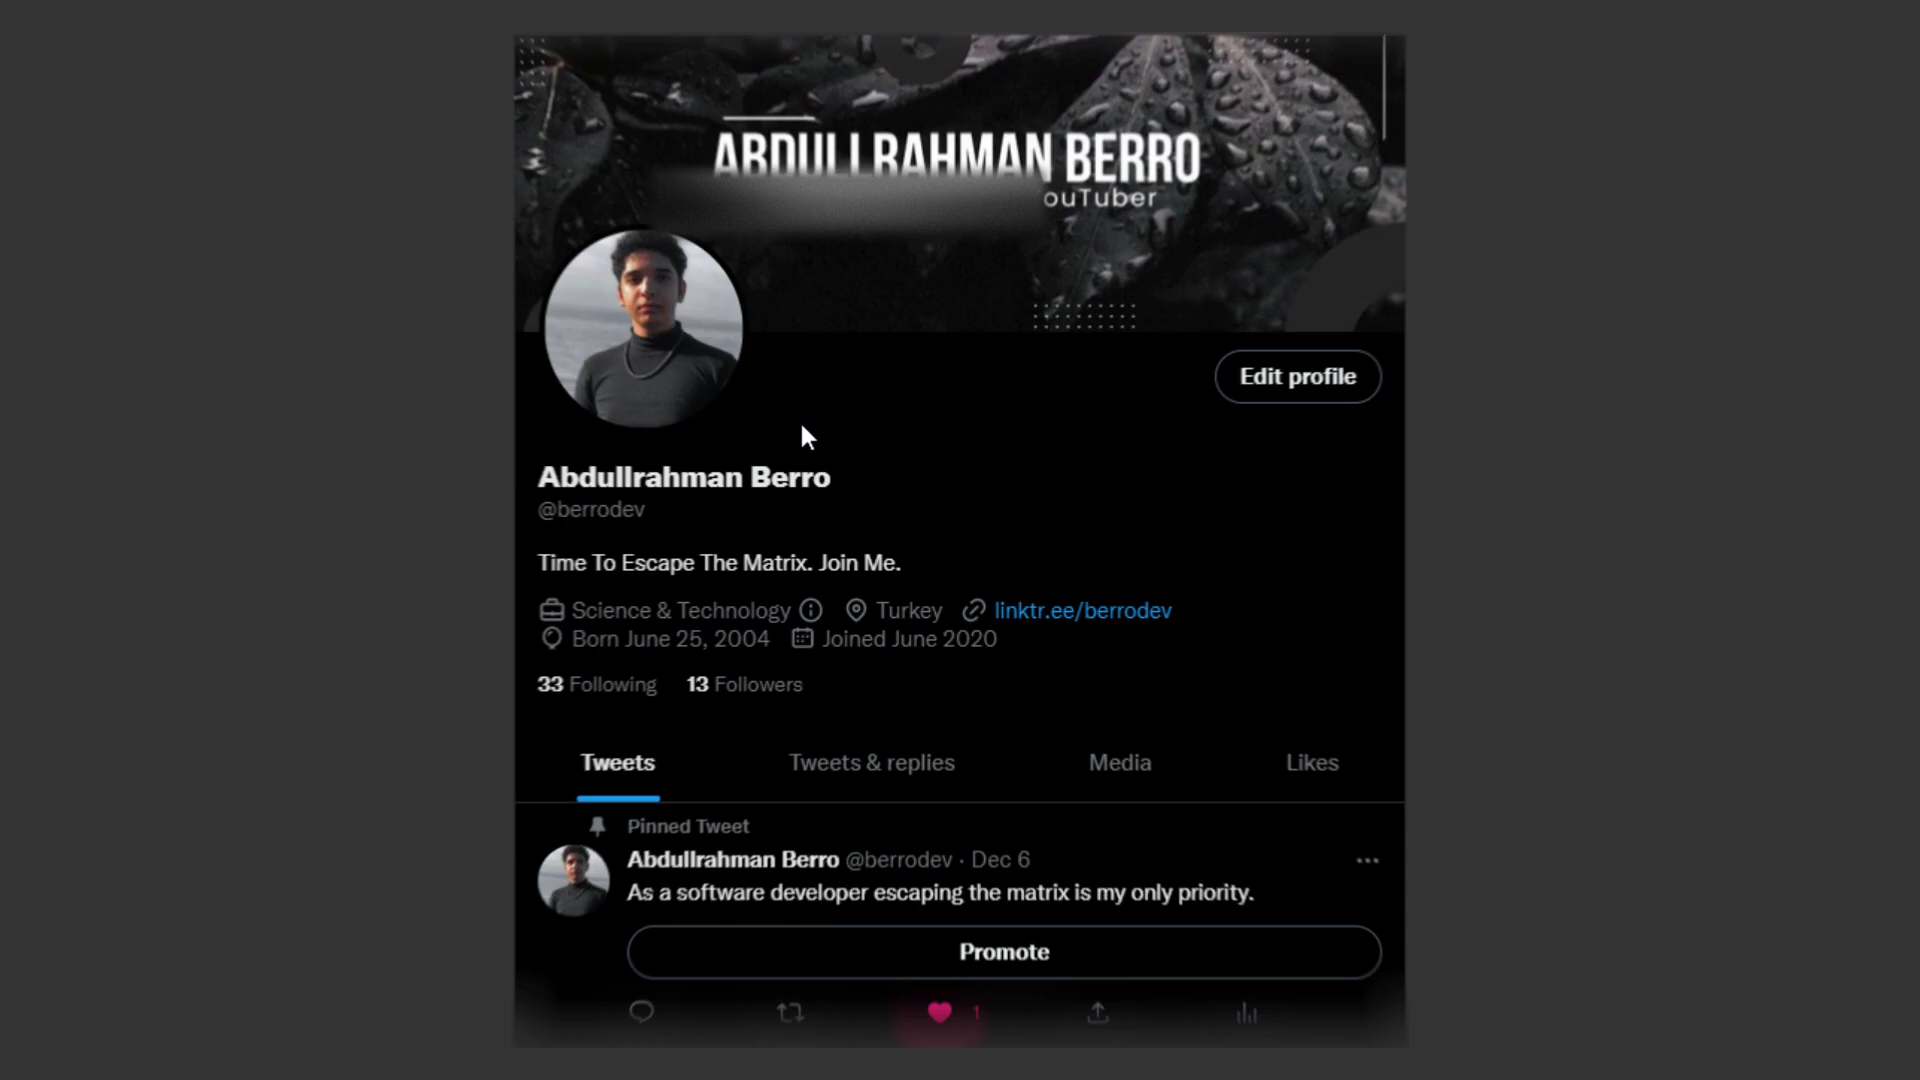 ABDULLRAHMAN BERRO
ouTuber
Edit profile
Abdullrahman Berro
@berrodev
Time To Escape The Matrix. Join Me.
Science & Technology Turkey linktr.ee/berrodev
Born June 25, 2004 Joined June 2020
33 Following 13 Followers
Tweets Tweets & replies Media Likes
Pinned Tweet
Abdullrahman Berro @berrodev · Dec 6
As a software developer escaping the matrix is my only priority.
Promote
1